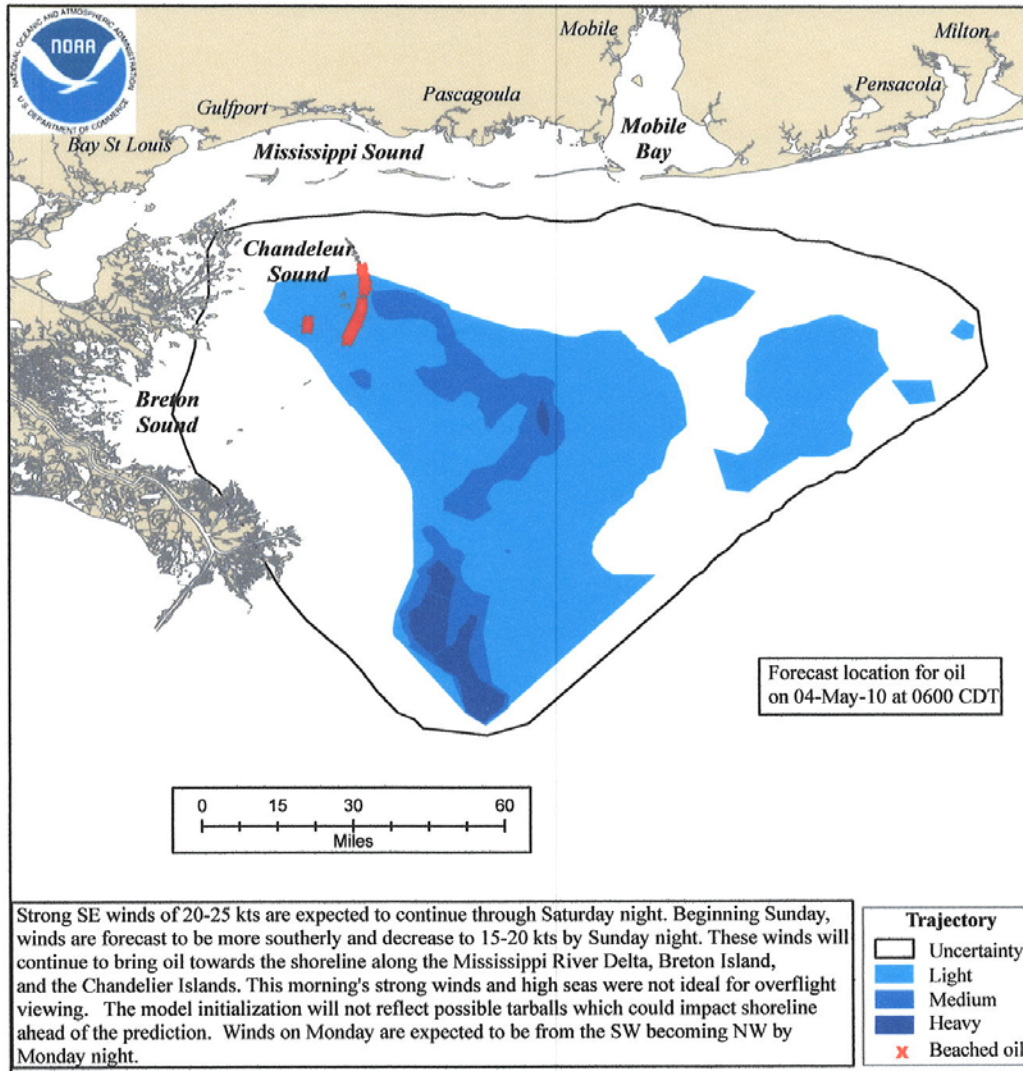 NATIONAL OCEANIC AND ATMOSPHERIC ADMINISTRATION
U.S. DEPARTMENT OF COMMERCE
NOAA
Mobile
Milton
Pensacola
Pascagoula
Gulfport
Bay St Louis
Mobile
Bay
Mississippi Sound
Chandeleur
Sound
Breton
Sound
Forecast location for oil
on 04-May-10 at 0600 CDT
0 15 30 60
Miles
Strong SE winds of 20-25 kts are expected to continue through Saturday night. Beginning Sunday,
winds are forecast to be more southerly and decrease to 15-20 kts by Sunday night. These winds will
continue to bring oil towards the shoreline along the Mississippi River Delta, Breton Island,
and the Chandelier Islands. This morning's strong winds and high seas were not ideal for overflight
viewing. The model initialization will not reflect possible tarballs which could impact shoreline
ahead of the prediction. Winds on Monday are expected to be from the SW becoming NW by
Monday night.
Trajectory
Uncertainty
Light
Medium
Heavy
x Beached oil